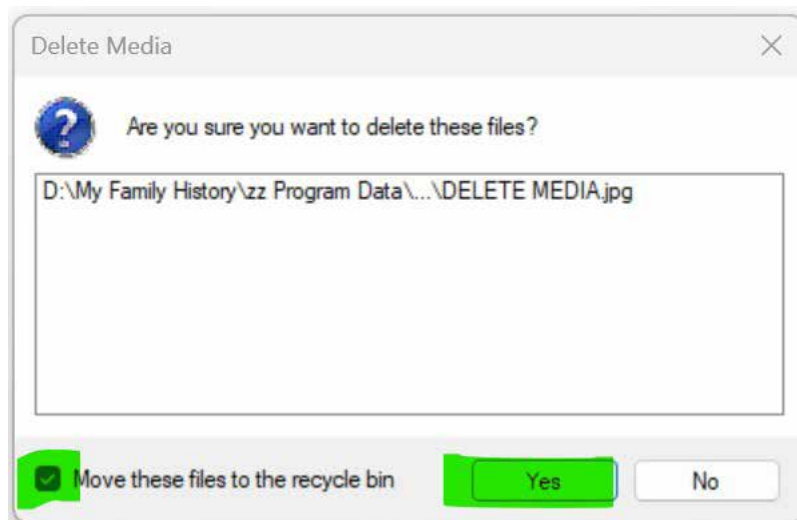 Delete Media
Are you sure you want to delete these files?
D:\My Family History\zz Program Data\...\DELETE MEDIA.jpg
Move these files to the recycle bin
Yes
No